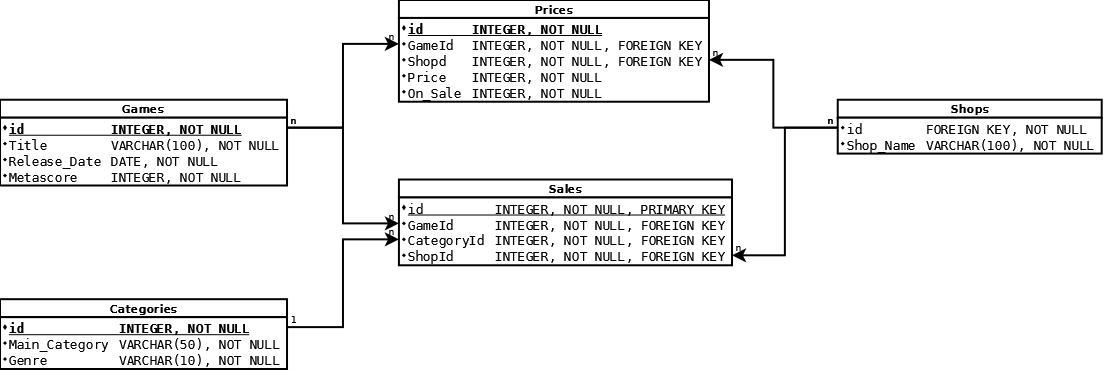 Prices
id INTEGER, NOT NULL
GameId INTEGER, NOT NULL, FOREIGN KEY
Shopd INTEGER, NOT NULL, FOREIGN KEY
Price INTEGER, NOT NULL
On_Sale INTEGER, NOT NULL
n
n
Games
id INTEGER, NOT NULL
Title VARCHAR(100), NOT NULL
Release_Date DATE, NOT NULL
Metascore INTEGER, NOT NULL
n
Shops
id FOREIGN KEY, NOT NULL
Shop_Name VARCHAR(100), NOT NULL
n
Sales
id INTEGER, NOT NULL, PRIMARY KEY
GameId INTEGER, NOT NULL, FOREIGN KEY
CategoryId INTEGER, NOT NULL, FOREIGN KEY
ShopId INTEGER, NOT NULL, FOREIGN KEY
n
n
n
Categories
id INTEGER, NOT NULL
Main_Category VARCHAR(50), NOT NULL
Genre VARCHAR(10), NOT NULL
1